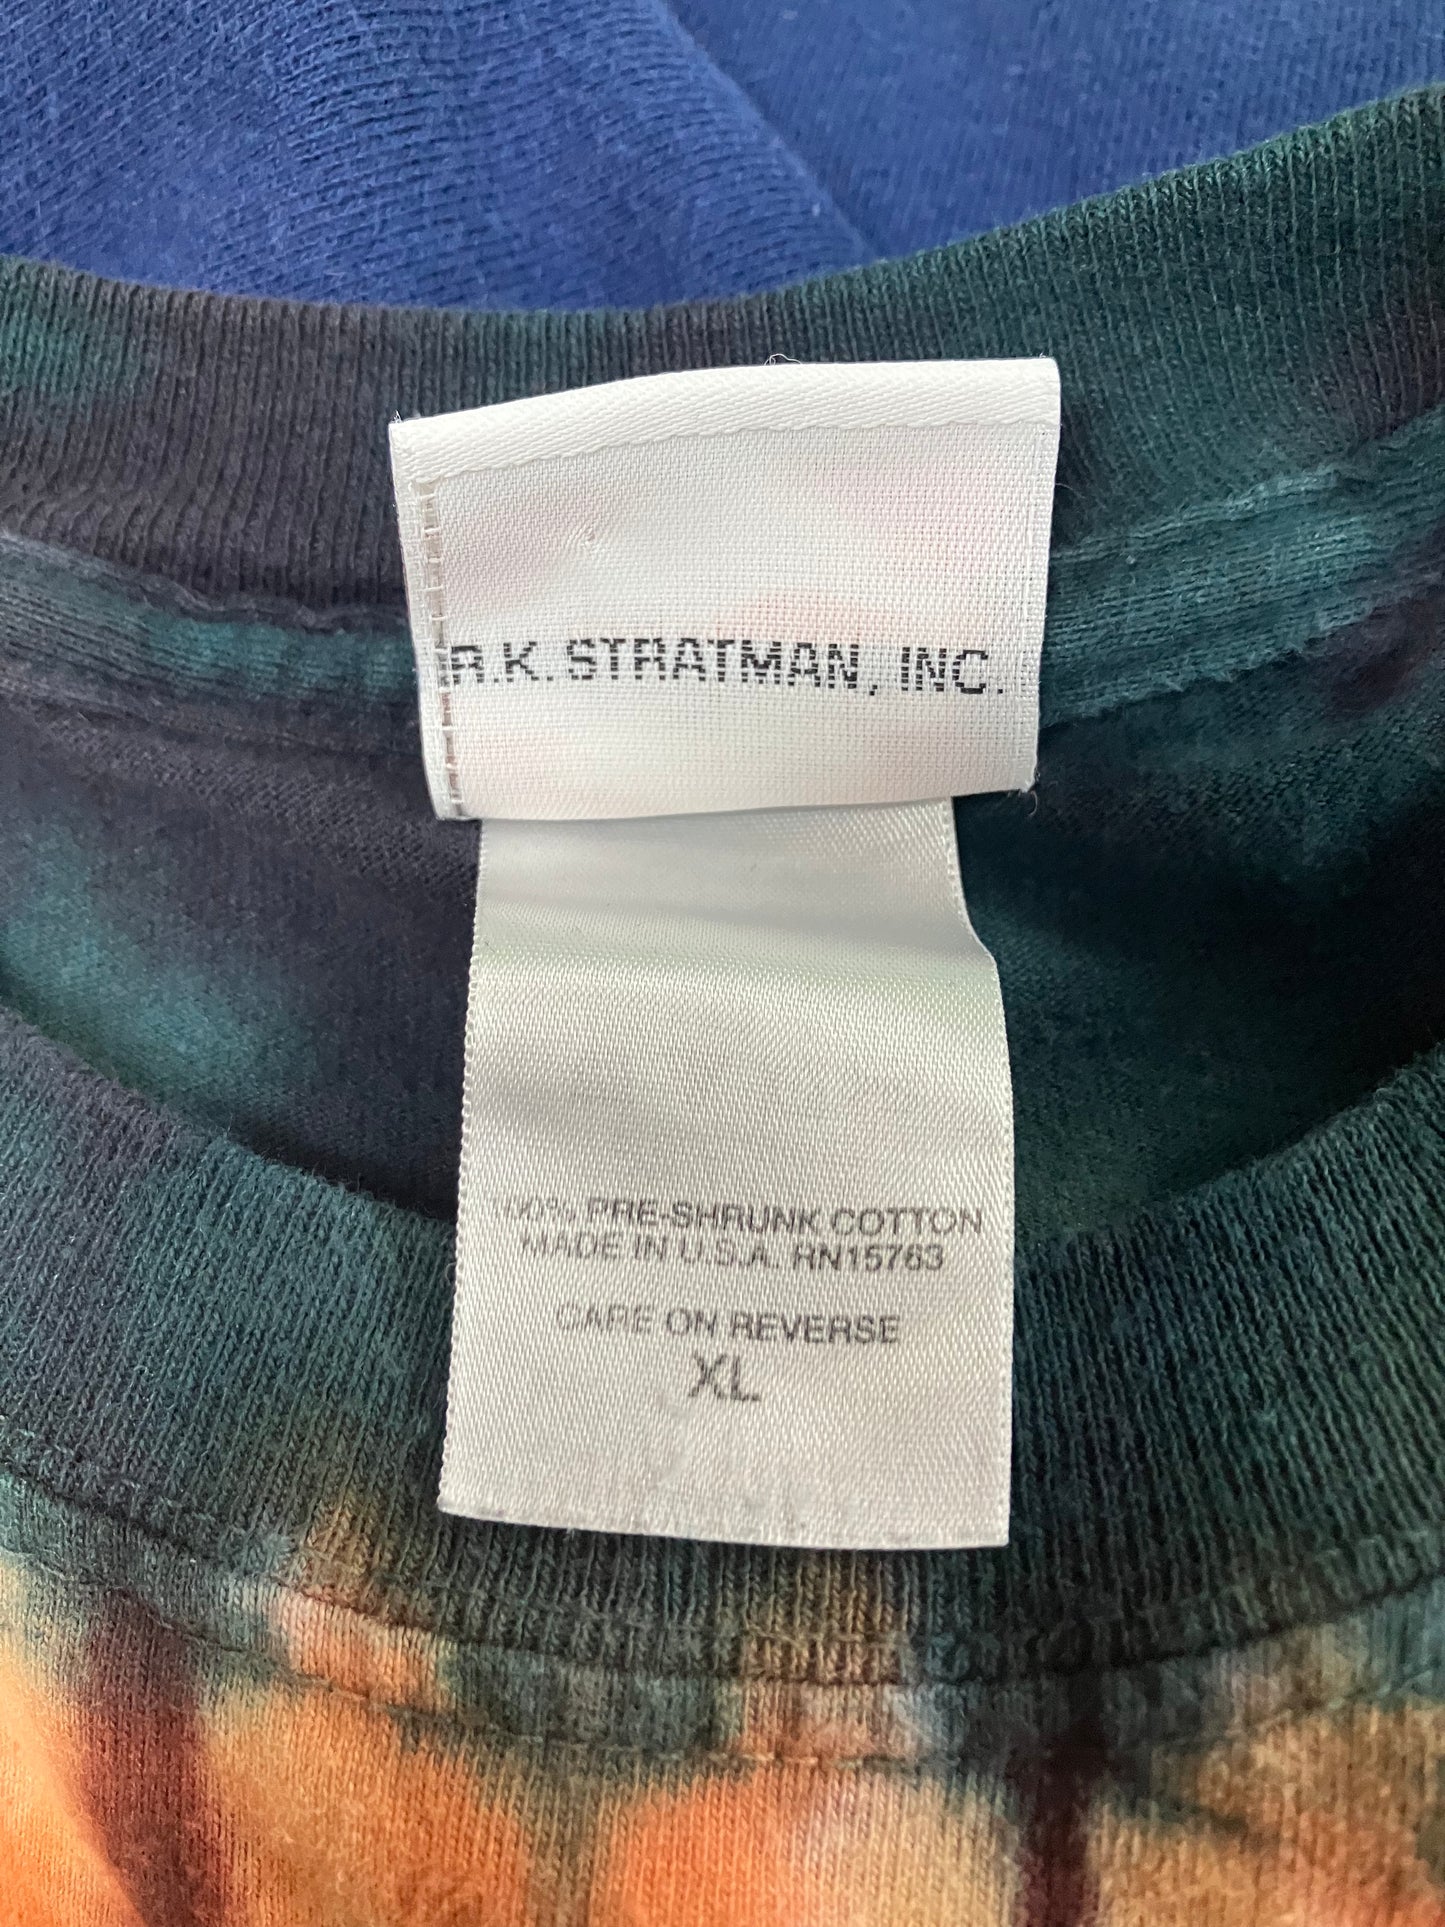 R.K. STRATMAN, INC.
100% PRE-SHRUNK COTTON
MADE IN U.S.A. RN15763
CARE ON REVERSE
XL